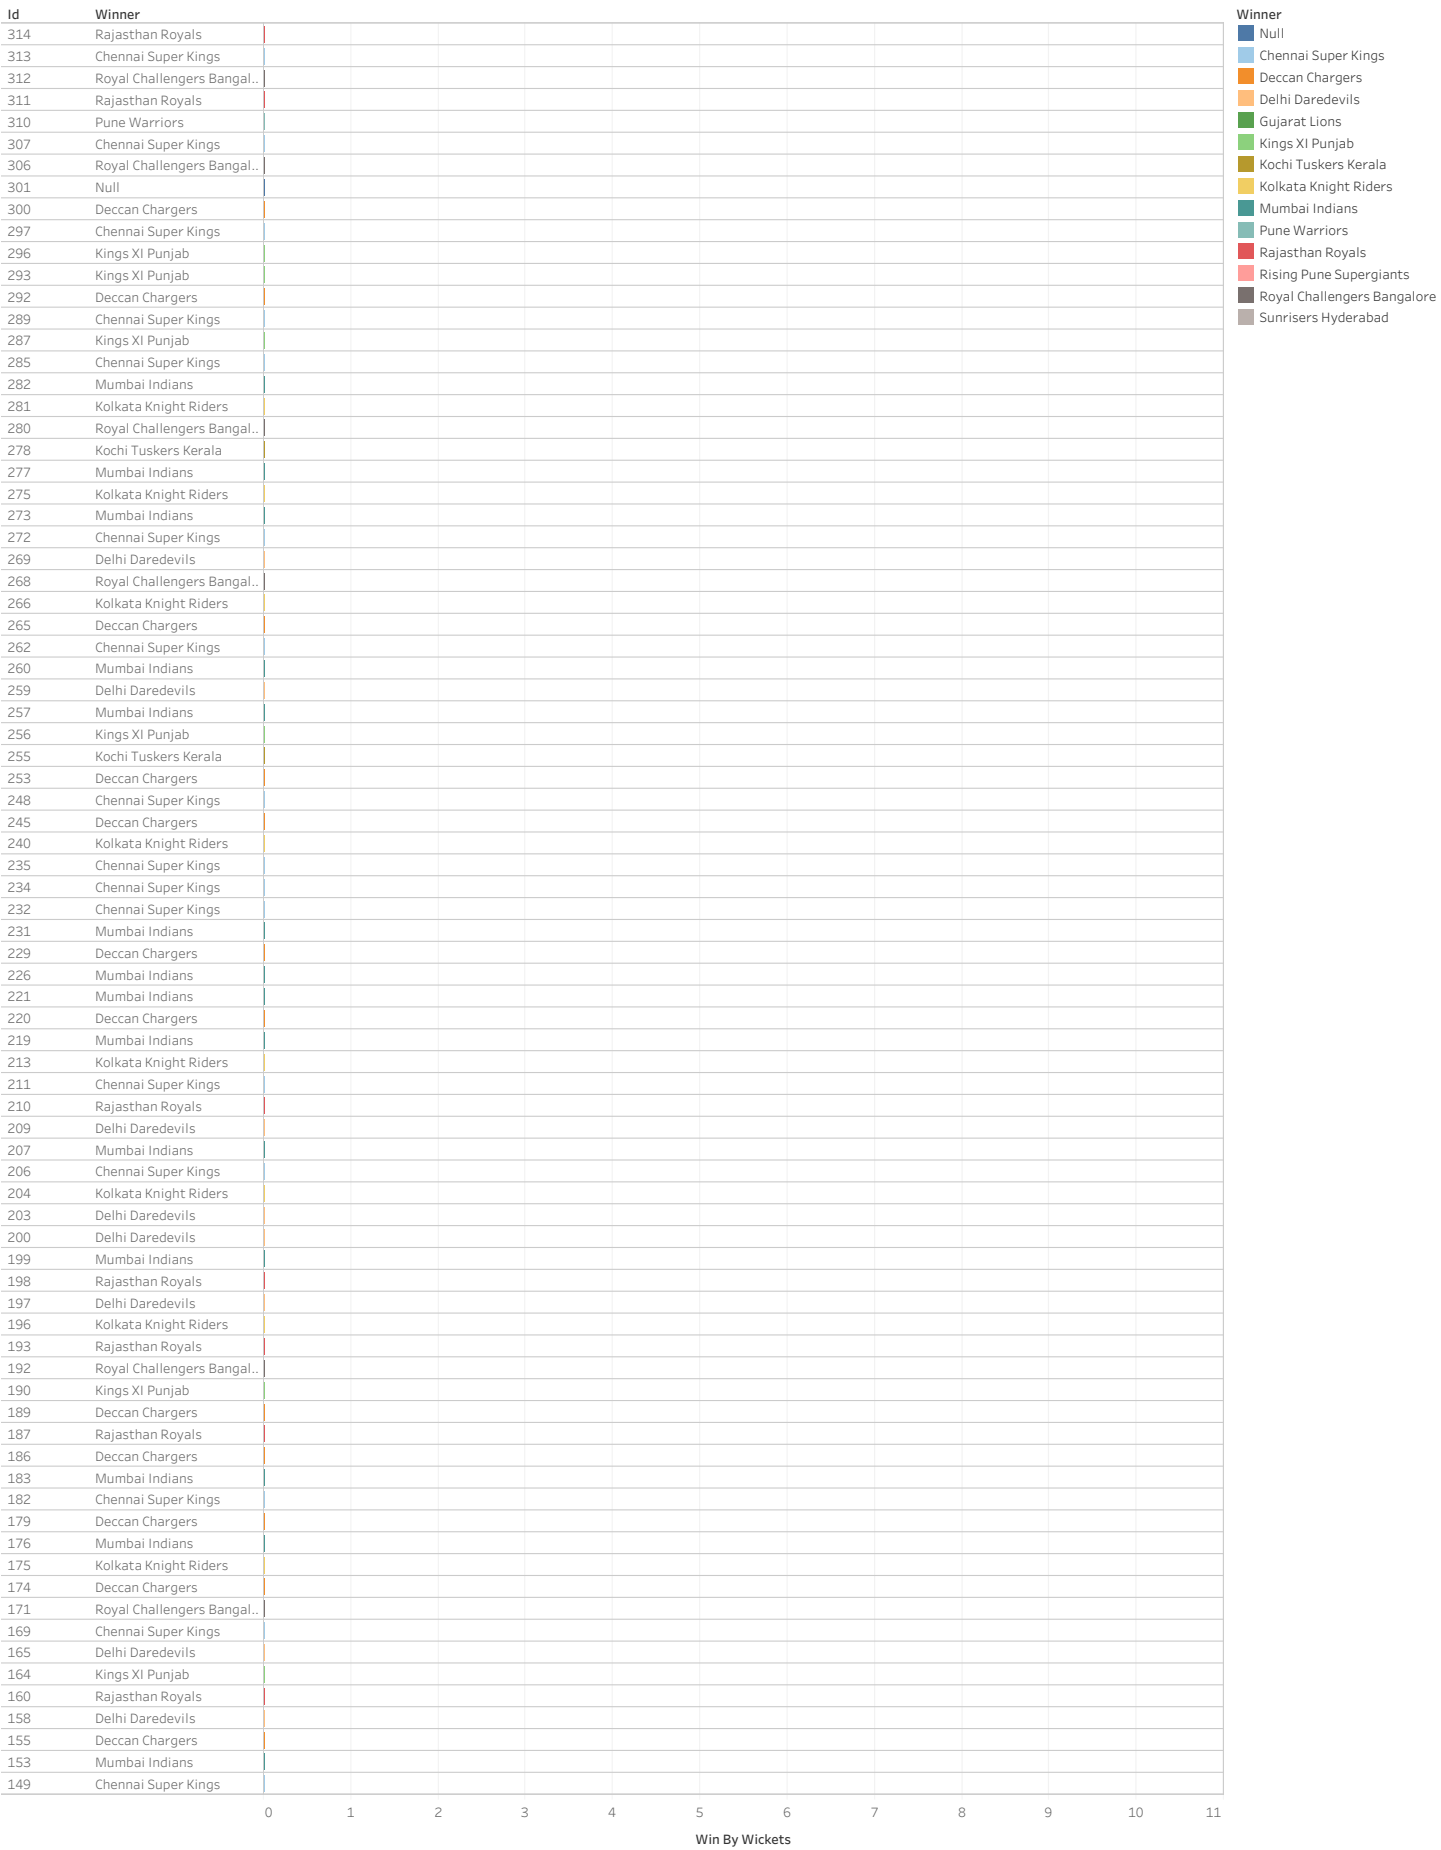 Id Winner
314 Rajasthan Royals
313 Chennai Super Kings
312 Royal Challengers Bangal..
311 Rajasthan Royals
310 Pune Warriors
307 Chennai Super Kings
306 Royal Challengers Bangal..
301 Null
300 Deccan Chargers
297 Chennai Super Kings
296 Kings XI Punjab
293 Kings XI Punjab
292 Deccan Chargers
289 Chennai Super Kings
287 Kings XI Punjab
285 Chennai Super Kings
282 Mumbai Indians
281 Kolkata Knight Riders
280 Royal Challengers Bangal..
278 Kochi Tuskers Kerala
277 Mumbai Indians
275 Kolkata Knight Riders
273 Mumbai Indians
272 Chennai Super Kings
269 Delhi Daredevils
268 Royal Challengers Bangal..
266 Kolkata Knight Riders
265 Deccan Chargers
262 Chennai Super Kings
260 Mumbai Indians
259 Delhi Daredevils
257 Mumbai Indians
256 Kings XI Punjab
255 Kochi Tuskers Kerala
253 Deccan Chargers
248 Chennai Super Kings
245 Deccan Chargers
240 Kolkata Knight Riders
235 Chennai Super Kings
234 Chennai Super Kings
232 Chennai Super Kings
231 Mumbai Indians
229 Deccan Chargers
226 Mumbai Indians
221 Mumbai Indians
220 Deccan Chargers
219 Mumbai Indians
213 Kolkata Knight Riders
211 Chennai Super Kings
210 Rajasthan Royals
209 Delhi Daredevils
207 Mumbai Indians
206 Chennai Super Kings
204 Kolkata Knight Riders
203 Delhi Daredevils
200 Delhi Daredevils
199 Mumbai Indians
198 Rajasthan Royals
197 Delhi Daredevils
196 Kolkata Knight Riders
193 Rajasthan Royals
192 Royal Challengers Bangal..
190 Kings XI Punjab
189 Deccan Chargers
187 Rajasthan Royals
186 Deccan Chargers
183 Mumbai Indians
182 Chennai Super Kings
179 Deccan Chargers
176 Mumbai Indians
175 Kolkata Knight Riders
174 Deccan Chargers
171 Royal Challengers Bangal..
169 Chennai Super Kings
165 Delhi Daredevils
164 Kings XI Punjab
160 Rajasthan Royals
158 Delhi Daredevils
155 Deccan Chargers
153 Mumbai Indians
149 Chennai Super Kings
0 1 2 3 4 5 6 7 8 9 10 11
Win By Wickets
Winner
Null
Chennai Super Kings
Deccan Chargers
Delhi Daredevils
Gujarat Lions
Kings XI Punjab
Kochi Tuskers Kerala
Kolkata Knight Riders
Mumbai Indians
Pune Warriors
Rajasthan Royals
Rising Pune Supergiants
Royal Challengers Bangalore
Sunrisers Hyderabad